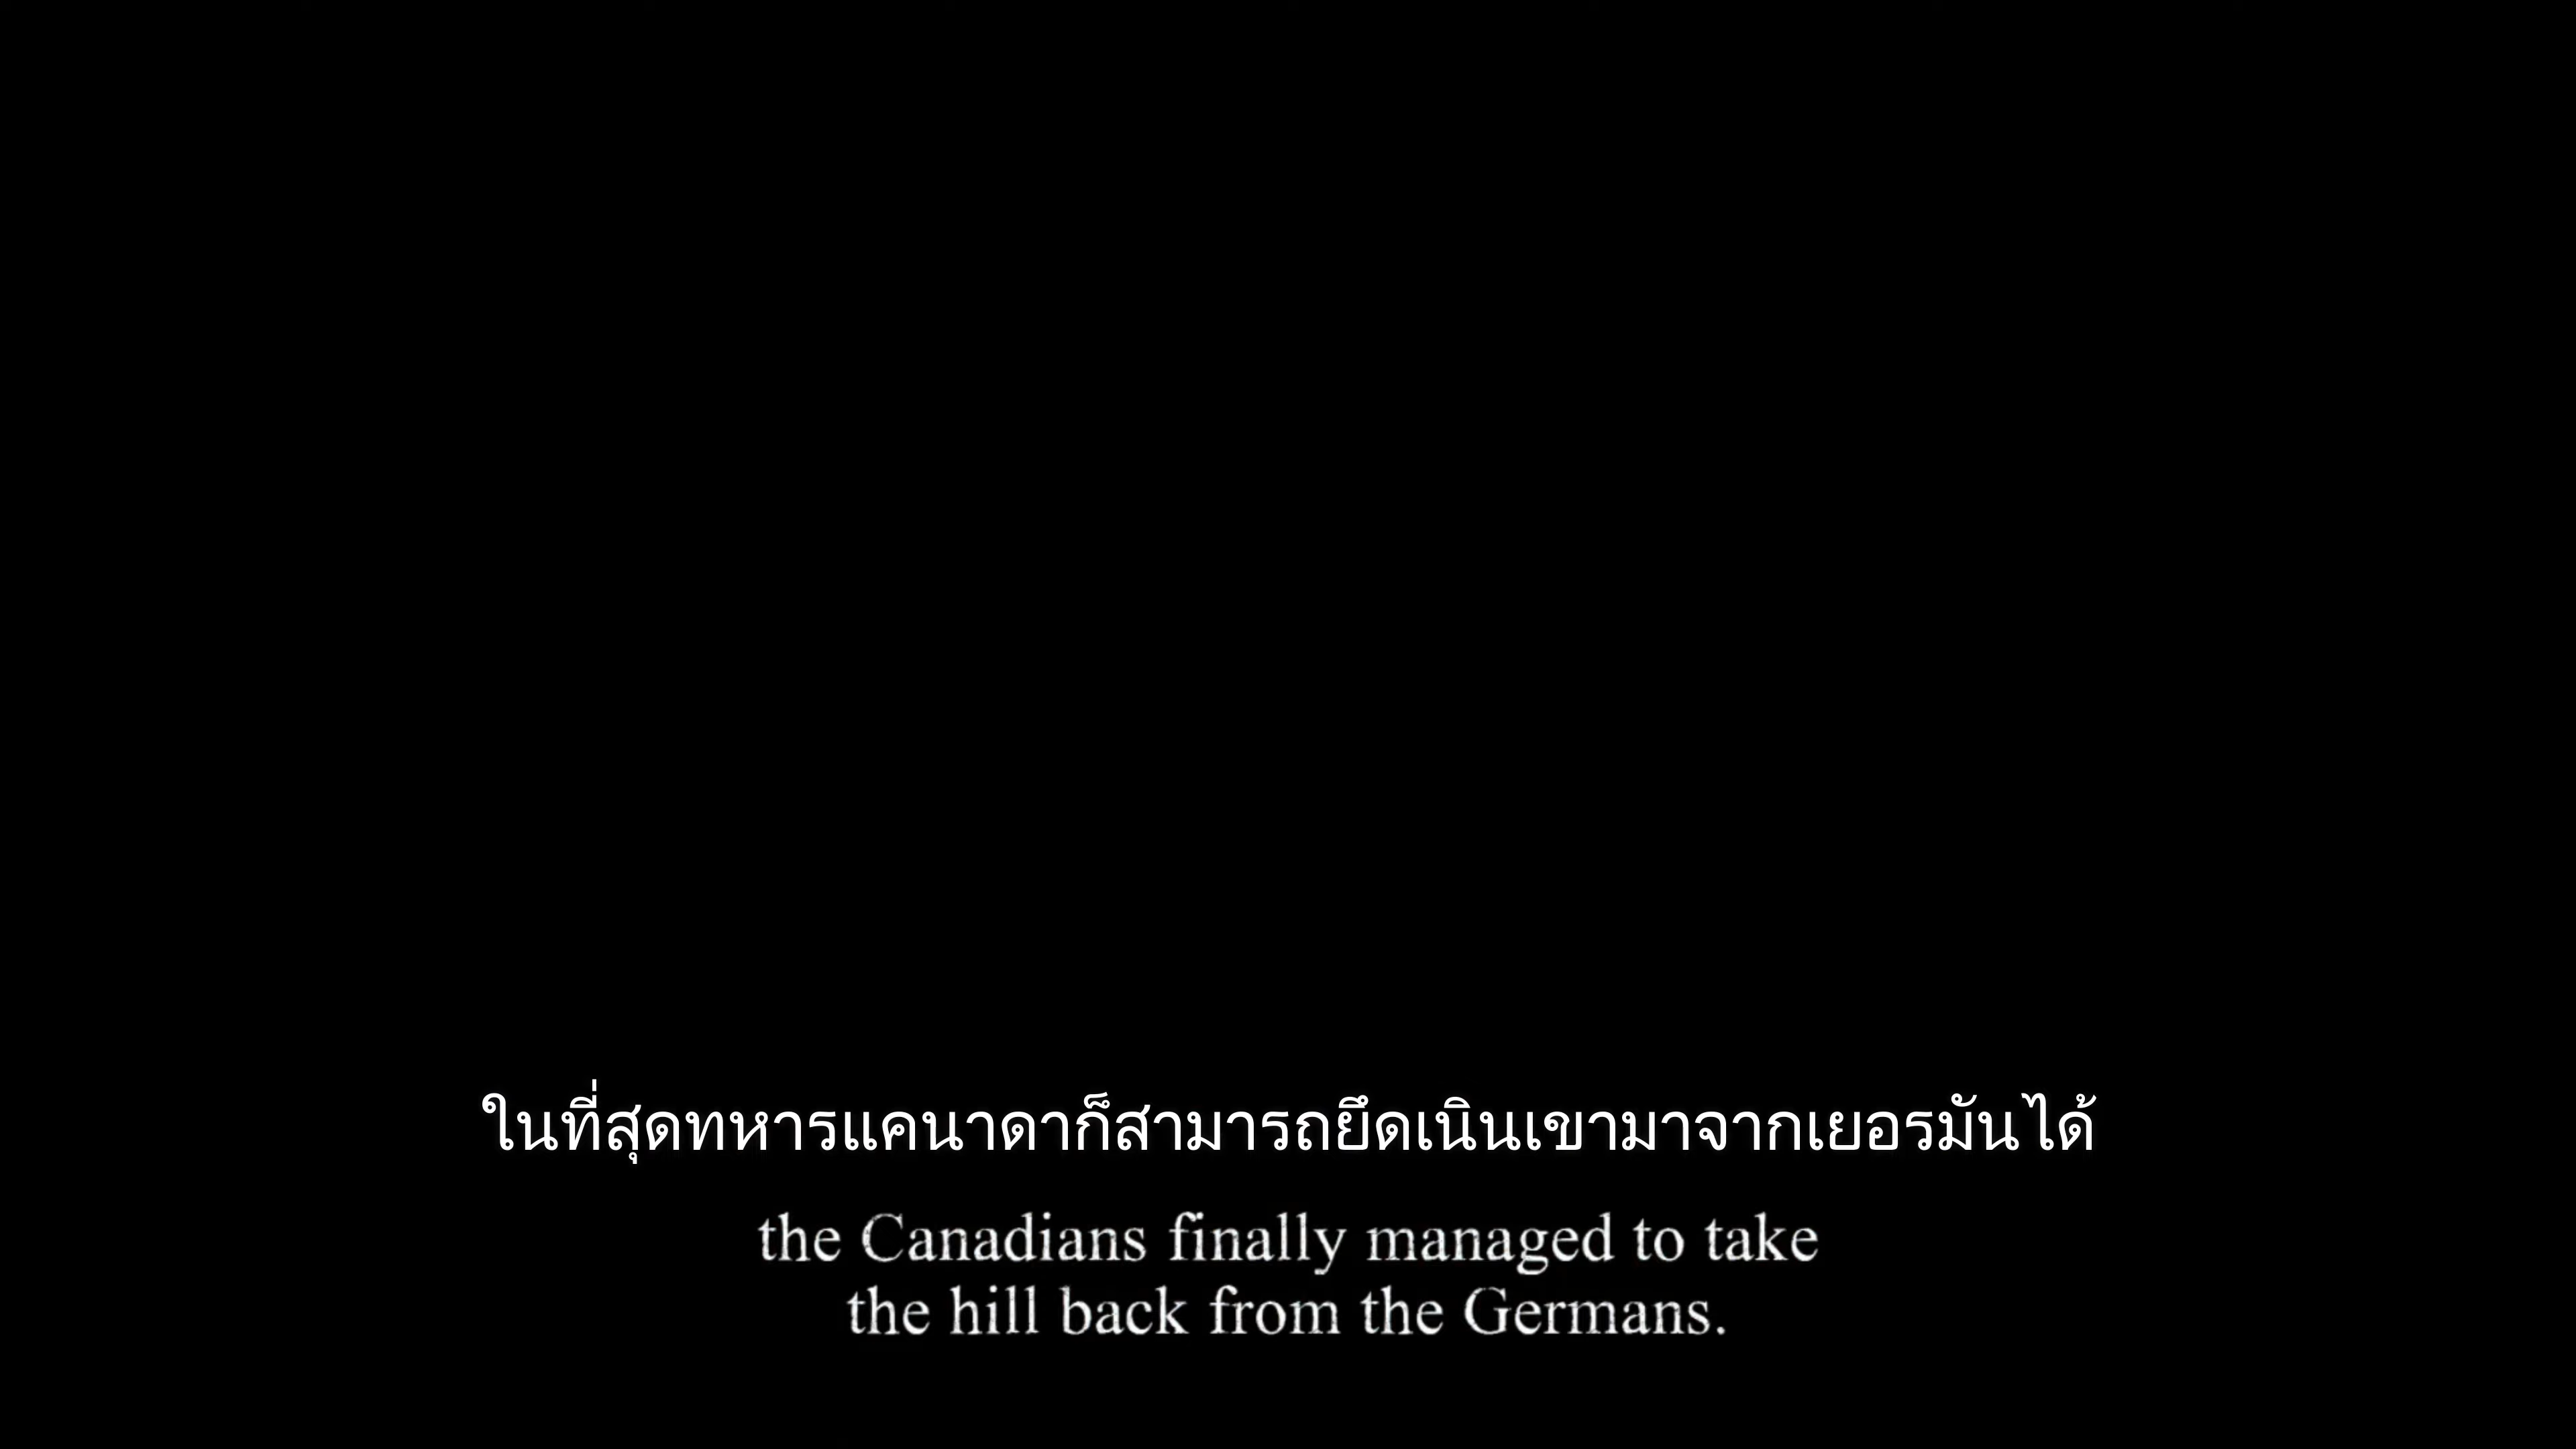 ในที่สุดทหารแคนาดาก็สามารถยึดเนินเขามาจากเยอรมันได้
the Canadians finally managed to take
the hill back from the Germans.